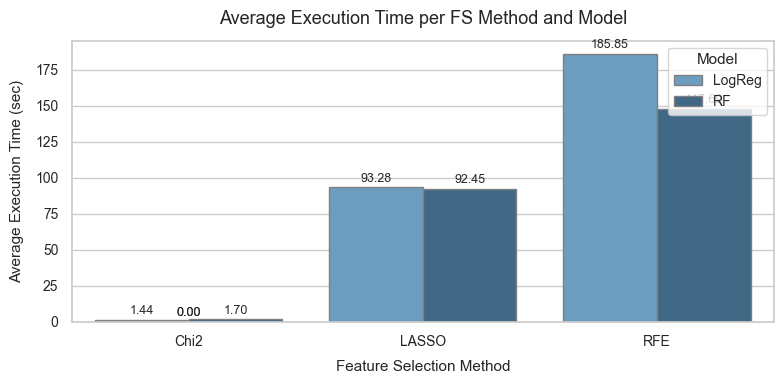 Average Execution Time per FS Method and Model
Average Execution Time (sec)
175
150
125
100
75
50
25
0
1.44
0.00
1.70
93.28
92.45
185.85
Model
LogReg
RF
Chi2
LASSO
RFE
Feature Selection Method